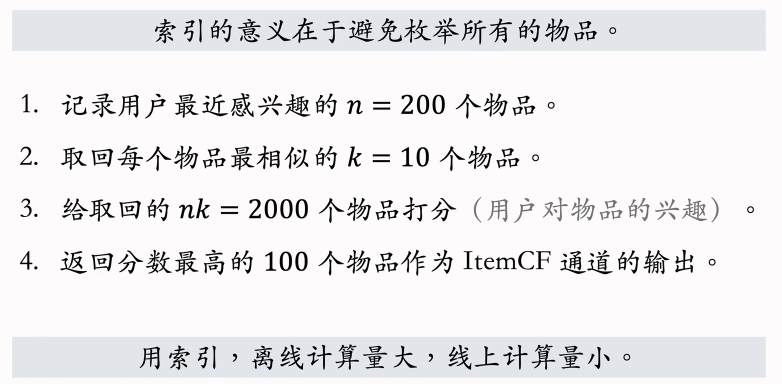 索引的意义在于避免枚举所有的物品。
1. 记录用户最近感兴趣的 n = 200 个物品。
2. 取回每个物品最相似的 k = 10 个物品。
3. 给取回的 nk = 2000 个物品打分（用户对物品的兴趣）。
4. 返回分数最高的 100 个物品作为 ItemCF 通道的输出。
用索引，离线计算量大，线上计算量小。